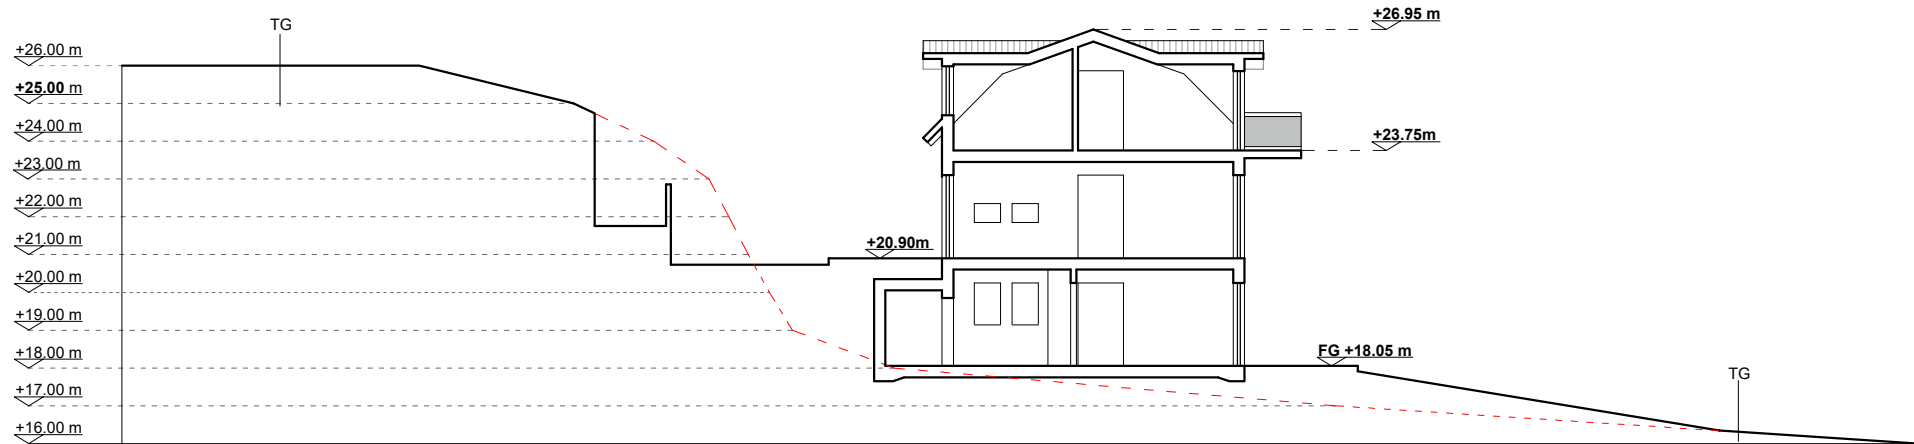 +26.95 m
TG
+26.00 m
+25.00 m
+24.00 m
+23.75m
+23.00 m
+22.00 m
+21.00 m
+20.90m
+20.00 m
+19.00 m
+18.00 m
FG +18.05 m
TG
+17.00 m
+16.00 m